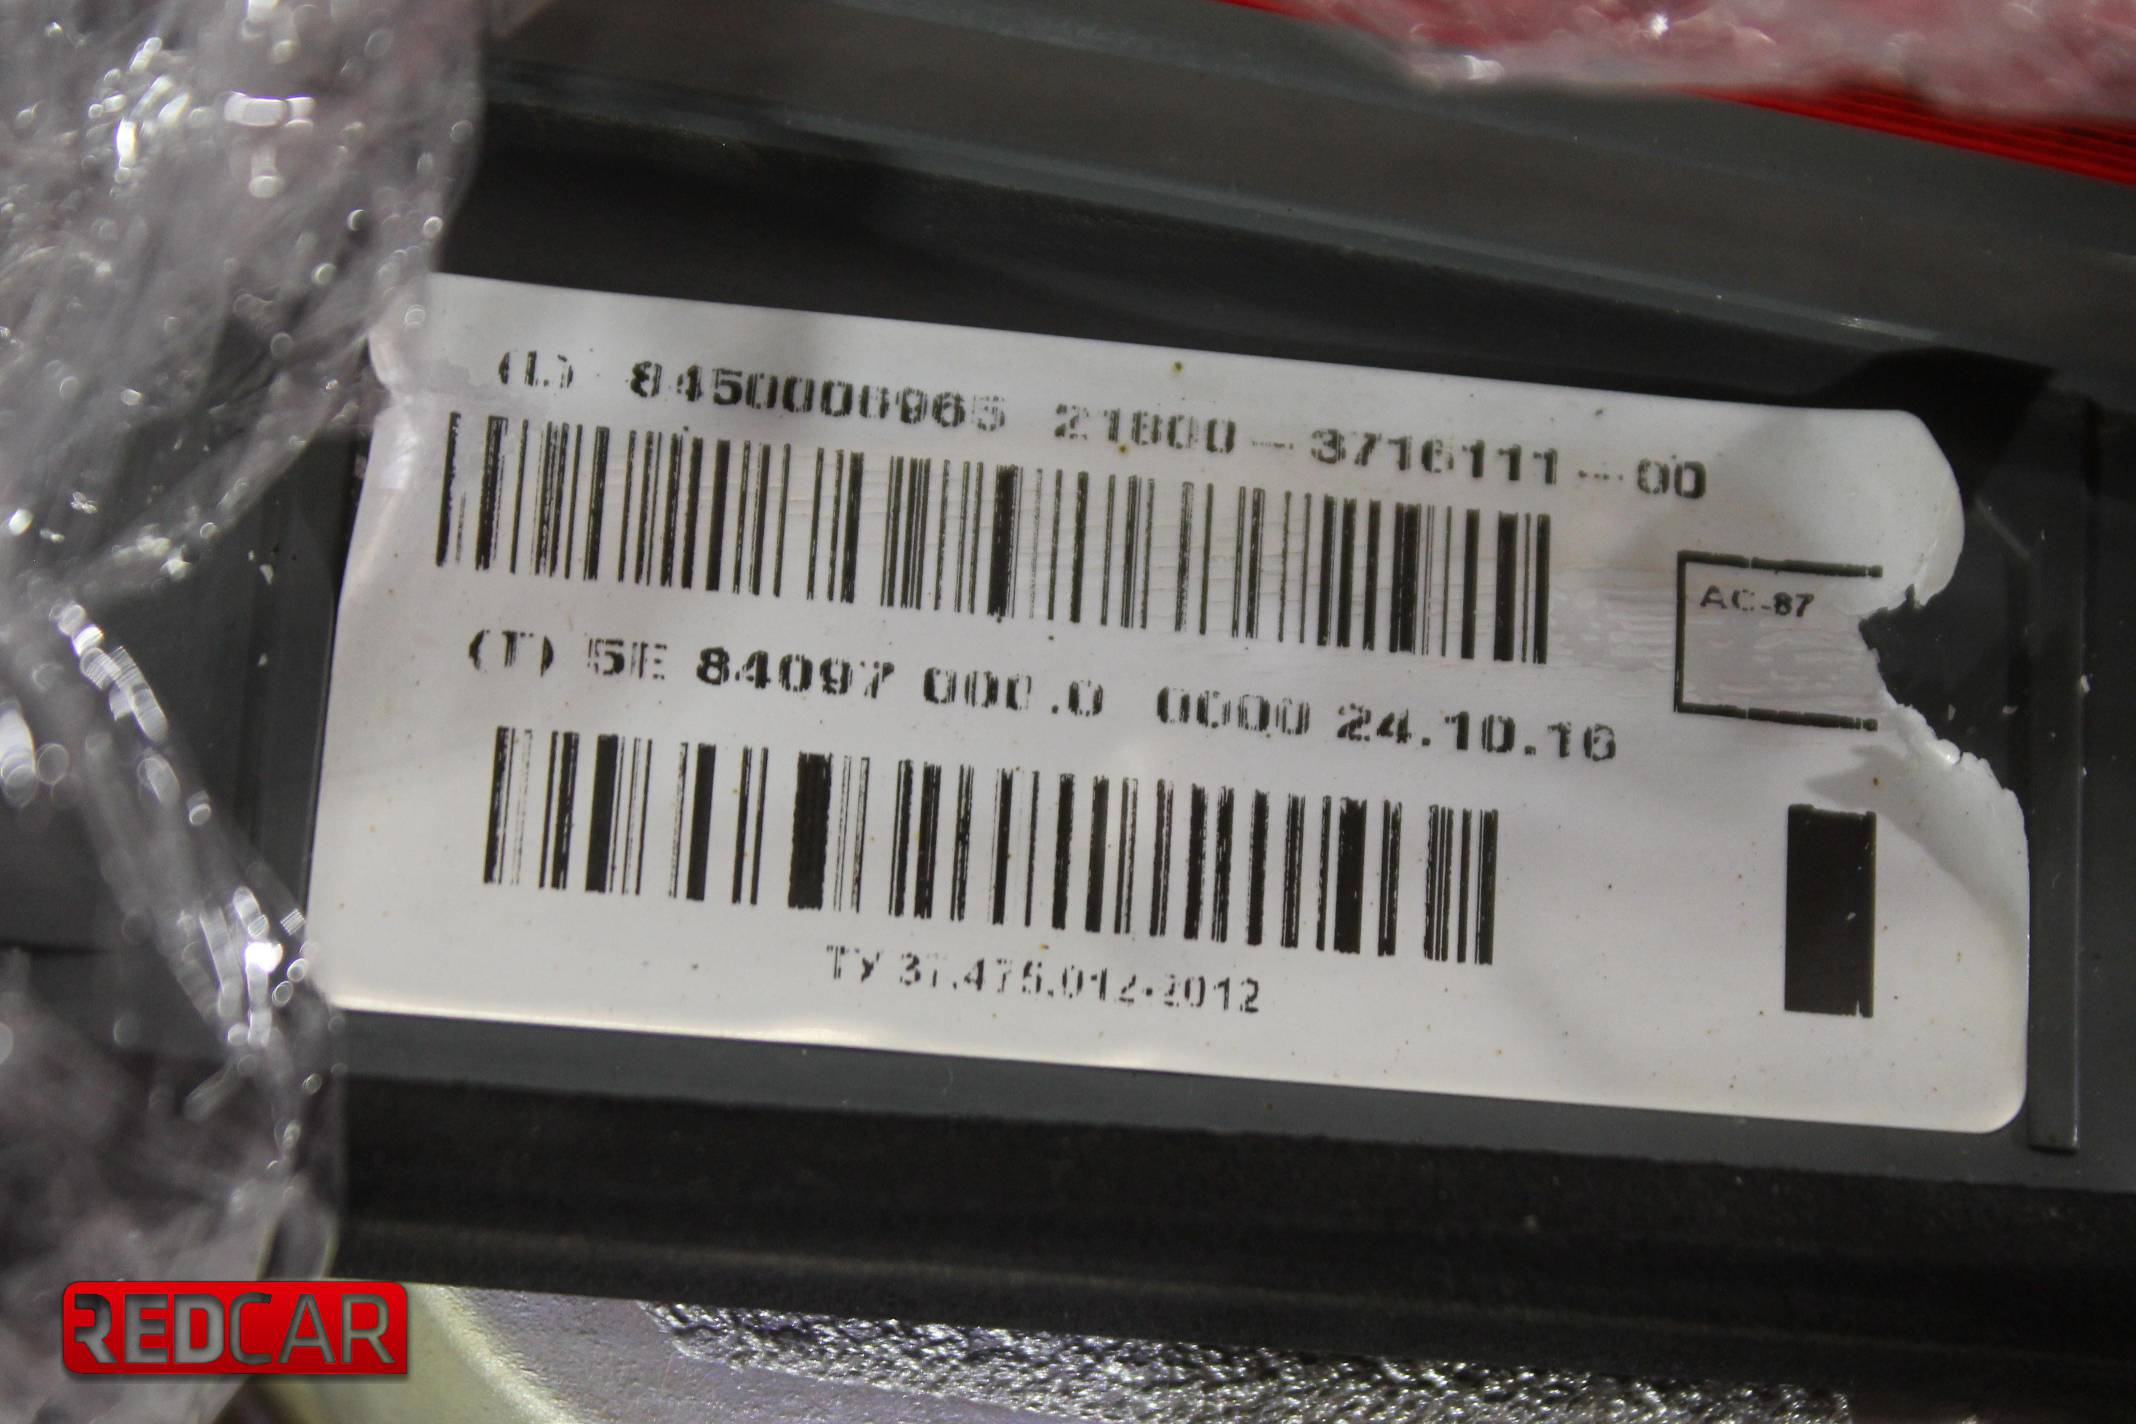 (L) 8450000965 21800-3716111-00
AC-87
(T) 5E 84097 000.0 0000 24.10.16
ТУ 37.475.012-2012
REDCAR